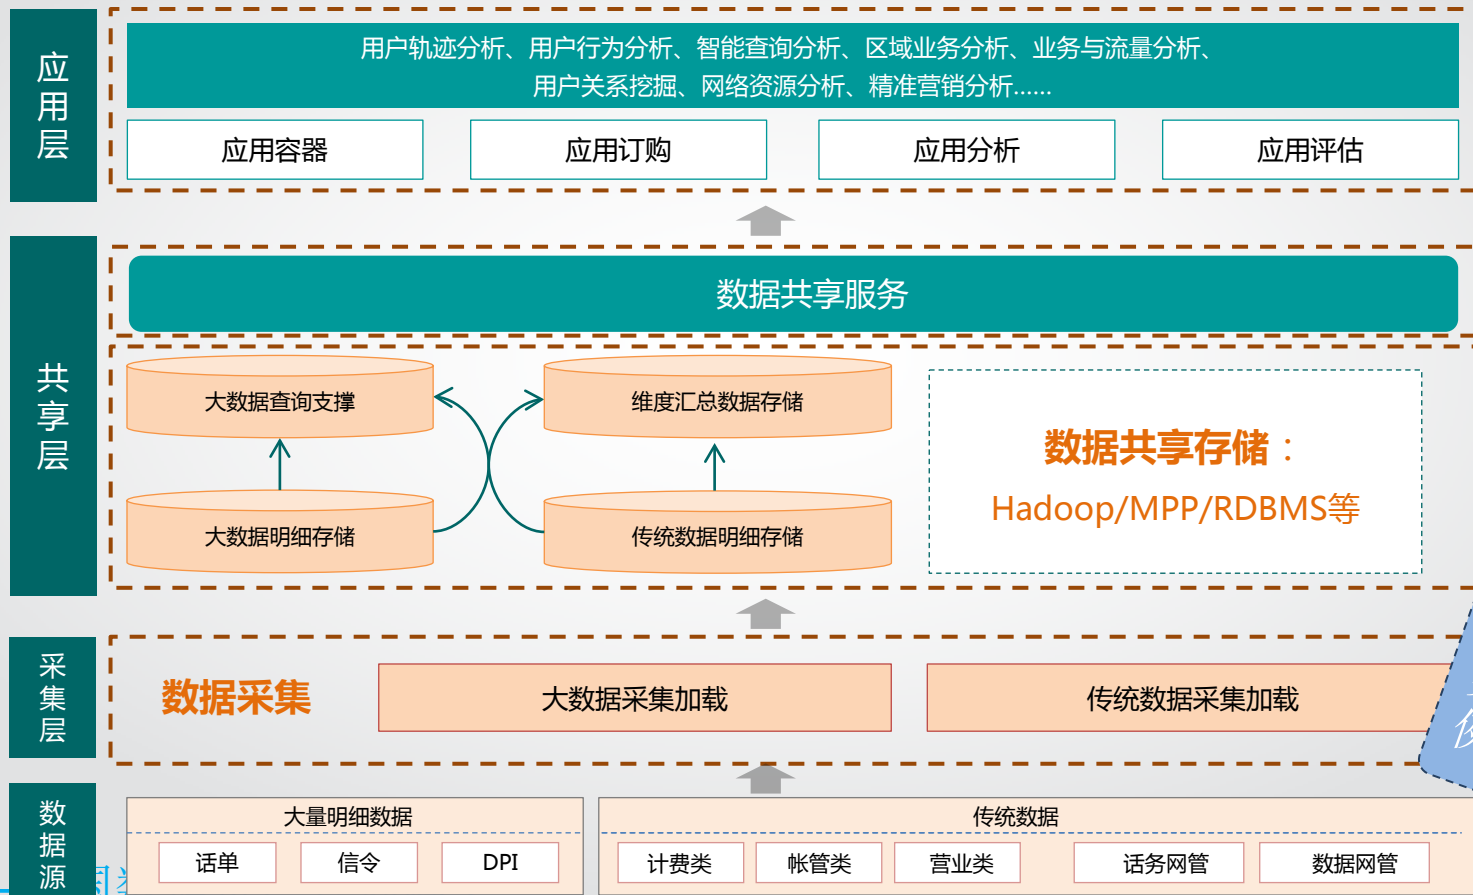 应用层
用户轨迹分析、用户行为分析、智能查询分析、区域业务分析、业务与流量分析、
用户关系挖掘、网络资源分析、精准营销分析......
应用容器
应用订购
应用分析
应用评估
共享层
数据共享服务
大数据查询支撑
维度汇总数据存储
大数据明细存储
传统数据明细存储
数据共享存储：
Hadoop/MPP/RDBMS等
采集层
数据采集
大数据采集加载
传统数据采集加载
数据源
大量明细数据
话单
信令
DPI
传统数据
计费类
帐管类
营业类
话务网管
数据网管